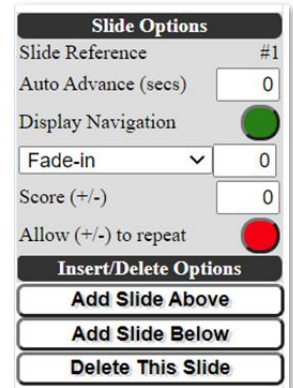 Slide Options
Slide Reference #1
Auto Advance (secs) 0
Display Navigation
Fade-in 0
Score (+/-) 0
Allow (+/-) to repeat
Insert/Delete Options
Add Slide Above
Add Slide Below
Delete This Slide